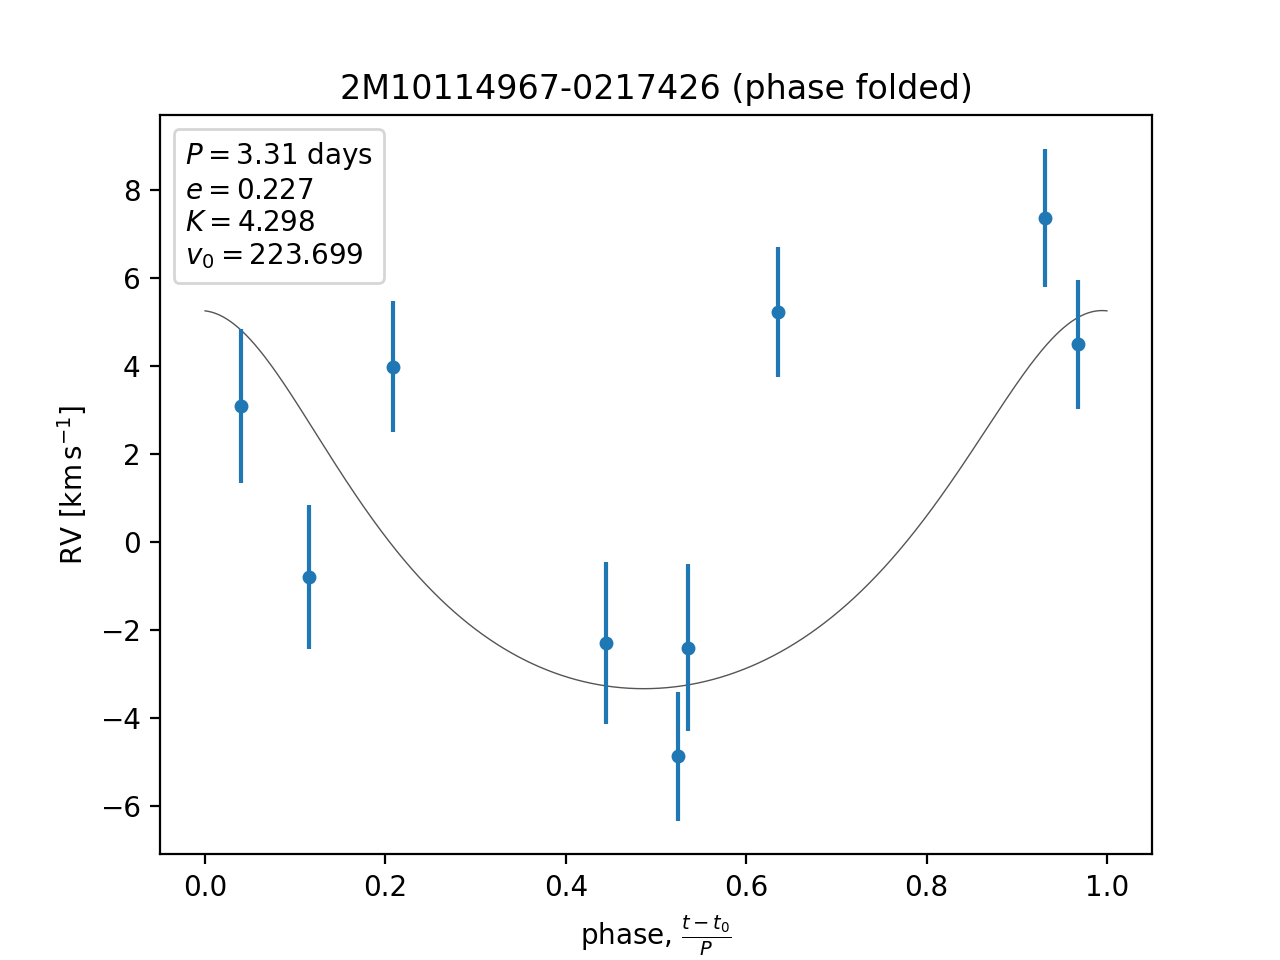 2M10114967-0217426 (phase folded)
P = 3.31 days
e = 0.227
K = 4.298
v₀ = 223.699
8
6
4
2
0
−2
−4
−6
RV [km s⁻¹]
0.0 0.2 0.4 0.6 0.8 1.0
phase, (t − t₀)/P